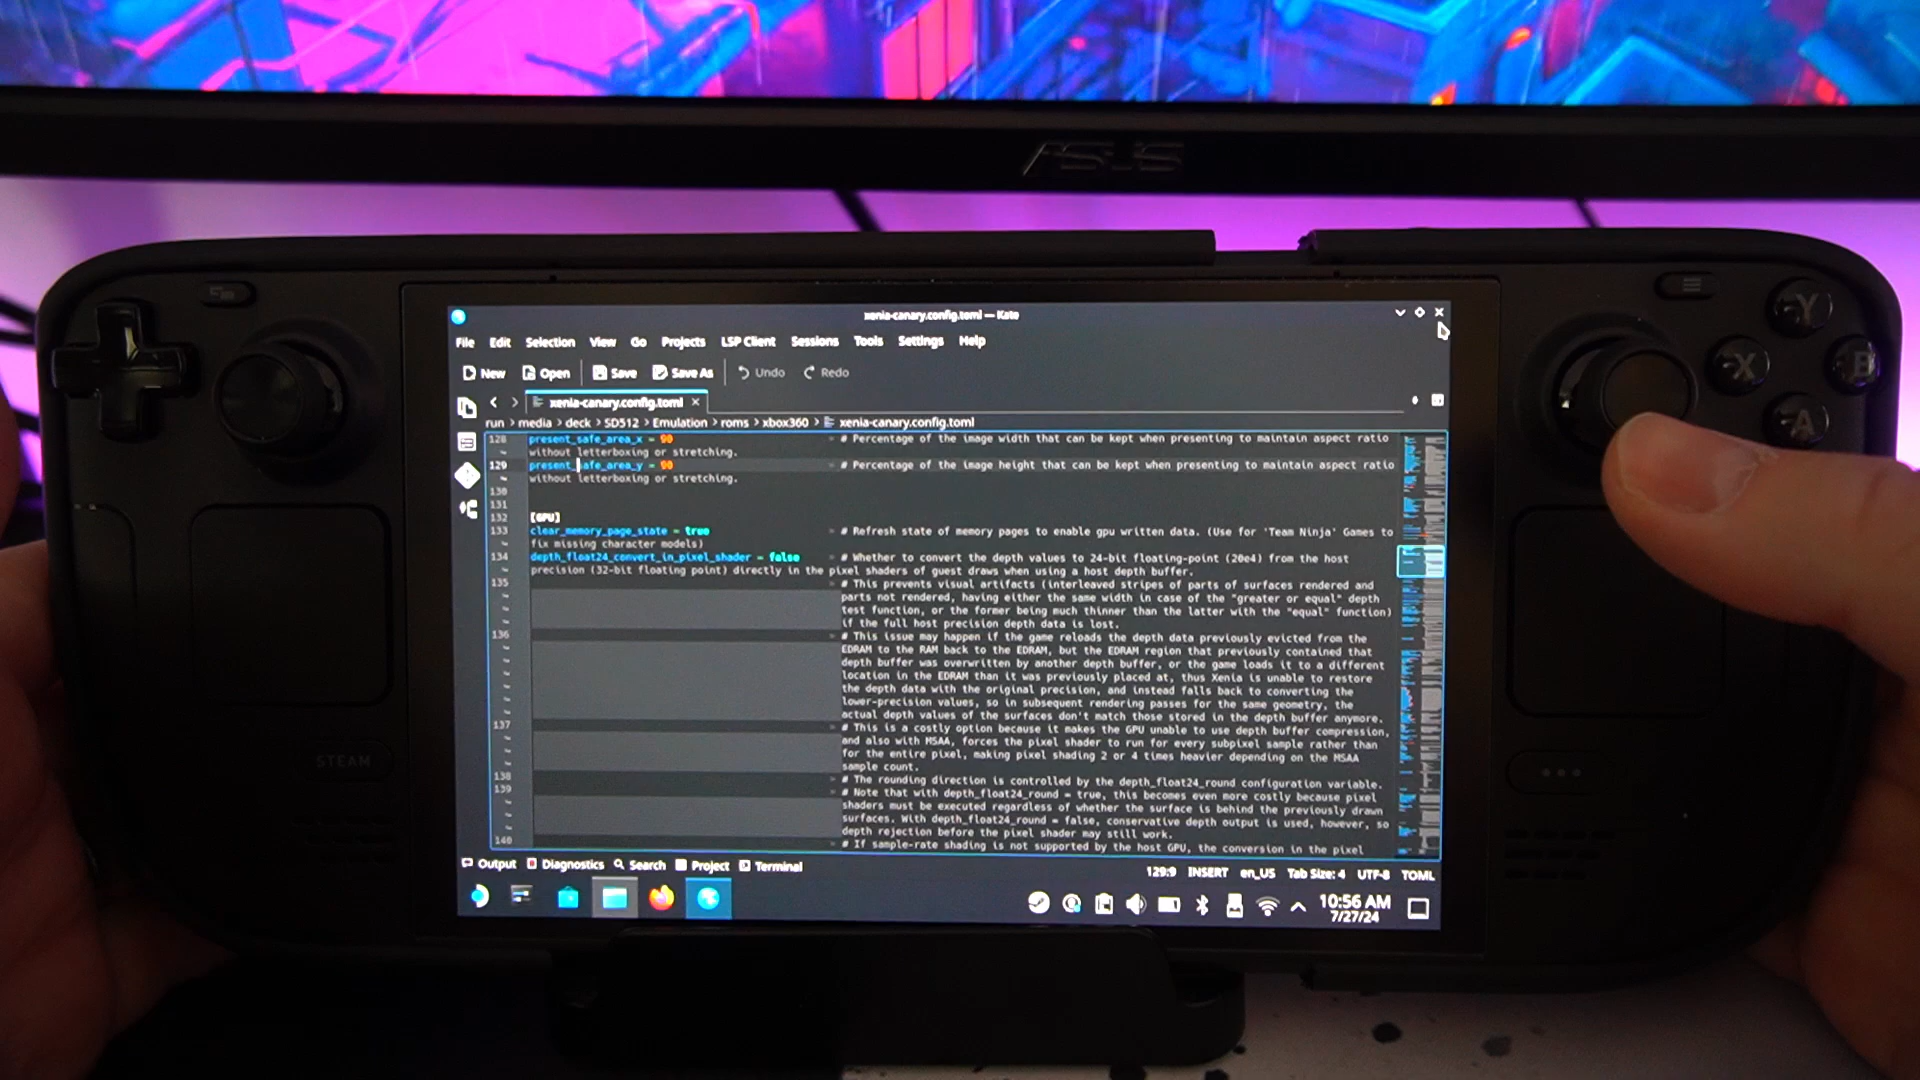 ASUS
xenia-canary.config.toml — Kate
File Edit Selection View Go Projects LSP Client Sessions Tools Settings Help
New Open Save Save As Undo Redo
xenia-canary.config.toml
run > media > deck > SD512 > Emulation > roms > xbox360 > xenia-canary.config.toml
128 present_safe_area_x = 90 # Percentage of the image width that can be kept when presenting to maintain aspect ratio
without letterboxing or stretching.
129 present_safe_area_y = 90 # Percentage of the image height that can be kept when presenting to maintain aspect ratio
without letterboxing or stretching.
130
131
132 [GPU]
133 clear_memory_page_state = true # Refresh state of memory pages to enable gpu written data. (Use for 'Team Ninja' Games to
fix missing character models)
134 depth_float24_convert_in_pixel_shader = false # Whether to convert the depth values to 24-bit floating-point (20e4) from the host
precision (32-bit floating point) directly in the pixel shaders of guest draws when using a host depth buffer.
135 # This prevents visual artifacts (interleaved stripes of parts of surfaces rendered and
parts not rendered, having either the same width in case of the "greater or equal" depth
test function, or the former being much thinner than the latter with the "equal" function)
if the full host precision depth data is lost.
136 # This issue may happen if the game reloads the depth data previously evicted from the
EDRAM to the RAM back to the EDRAM, but the EDRAM region that previously contained that
depth buffer was overwritten by another depth buffer, or the game loads it to a different
location in the EDRAM than it was previously placed at, thus Xenia is unable to restore
the depth data with the original precision, and instead falls back to converting the
lower-precision values, so in subsequent rendering passes for the same geometry, the
actual depth values of the surfaces don't match those stored in the depth buffer anymore.
137 # This is a costly option because it makes the GPU unable to use depth buffer compression,
and also with MSAA, forces the pixel shader to run for every subpixel sample rather than
for the entire pixel, making pixel shading 2 or 4 times heavier depending on the MSAA
sample count.
138 # The rounding direction is controlled by the depth_float24_round configuration variable.
139 # Note that with depth_float24_round = true, this becomes even more costly because pixel
shaders must be executed regardless of whether the surface is behind the previously drawn
surfaces. With depth_float24_round = false, conservative depth output is used, however, so
depth rejection before the pixel shader may still work.
140 # If sample-rate shading is not supported by the host GPU, the conversion in the pixel
Output Diagnostics Search Project Terminal
129:9 INSERT en_US Tab Size: 4 UTF-8 TOML
10:56 AM
7/27/24
STEAM
Y
X
B
A